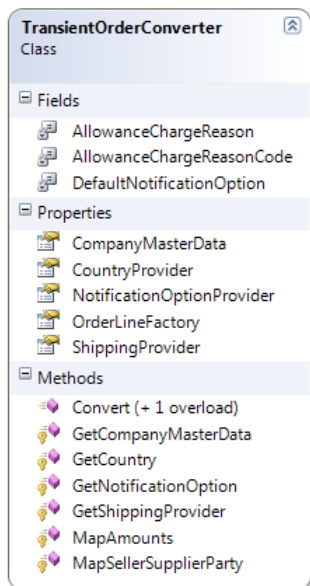 TransientOrderConverter
Class
Fields
AllowanceChargeReason
AllowanceChargeReasonCode
DefaultNotificationOption
Properties
CompanyMasterData
CountryProvider
NotificationOptionProvider
OrderLineFactory
ShippingProvider
Methods
Convert (+ 1 overload)
GetCompanyMasterData
GetCountry
GetNotificationOption
GetShippingProvider
MapAmounts
MapSellerSupplierParty